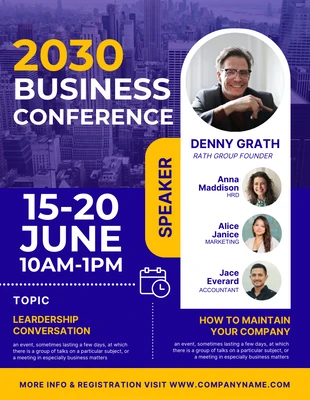 2030
BUSINESS
CONFERENCE
15-20
JUNE
10AM-1PM
SPEAKER
DENNY GRATH
RATH GROUP FOUNDER
Anna
Maddison
HRD
Alice
Janice
MARKETING
Jace
Everard
ACCOUNTANT
TOPIC
LEARDERSHIP
CONVERSATION
an event, sometimes lasting a few days, at which
there is a group of talks on a particular subject, or
a meeting in especially business matters
HOW TO MAINTAIN
YOUR COMPANY
an event, sometimes lasting a few days, at which
there is a group of talks on a particular subject, or
a meeting in especially business matters
MORE INFO & REGISTRATION VISIT WWW.COMPANYNAME.COM